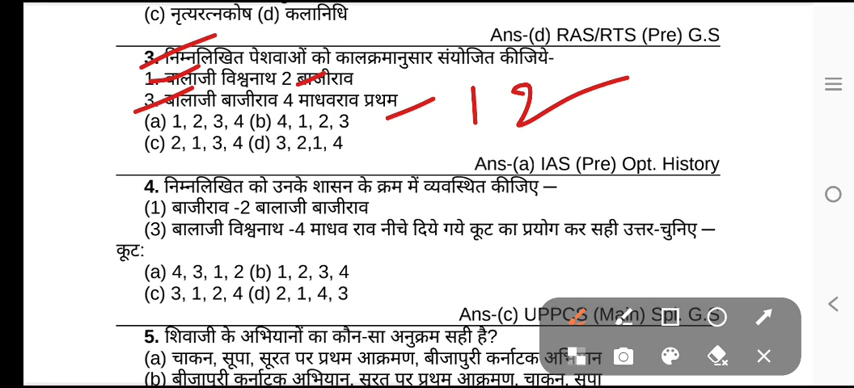 (c) नृत्यरत्नकोष (d) कलानिधि
Ans-(d) RAS/RTS (Pre) G.S
3. निम्नलिखित पेशवाओं को कालक्रमानुसार संयोजित कीजिये-
1. बालाजी विश्वनाथ 2 बाजीराव
3. बालाजी बाजीराव 4 माधवराव प्रथम
- 12
(a) 1, 2, 3, 4 (b) 4, 1, 2, 3
(c) 2, 1, 3, 4 (d) 3, 2,1, 4
Ans-(a) IAS (Pre) Opt. History
4. निम्नलिखित को उनके शासन के क्रम में व्यवस्थित कीजिए —
(1) बाजीराव -2 बालाजी बाजीराव
(3) बालाजी विश्वनाथ -4 माधव राव नीचे दिये गये कूट का प्रयोग कर सही उत्तर-चुनिए —
कूट:
(a) 4, 3, 1, 2 (b) 1, 2, 3, 4
(c) 3, 1, 2, 4 (d) 2, 1, 4, 3
Ans-(c) UPPCS (Main) Spl. G.S
5. शिवाजी के अभियानों का कौन-सा अनुक्रम सही है?
(a) चाकन, सूपा, सूरत पर प्रथम आक्रमण, बीजापुरी कर्नाटक अभियान
(b) बीजापुरी कर्नाटक अभियान, सूरत पर प्रथम आक्रमण, चाकन, सूपा